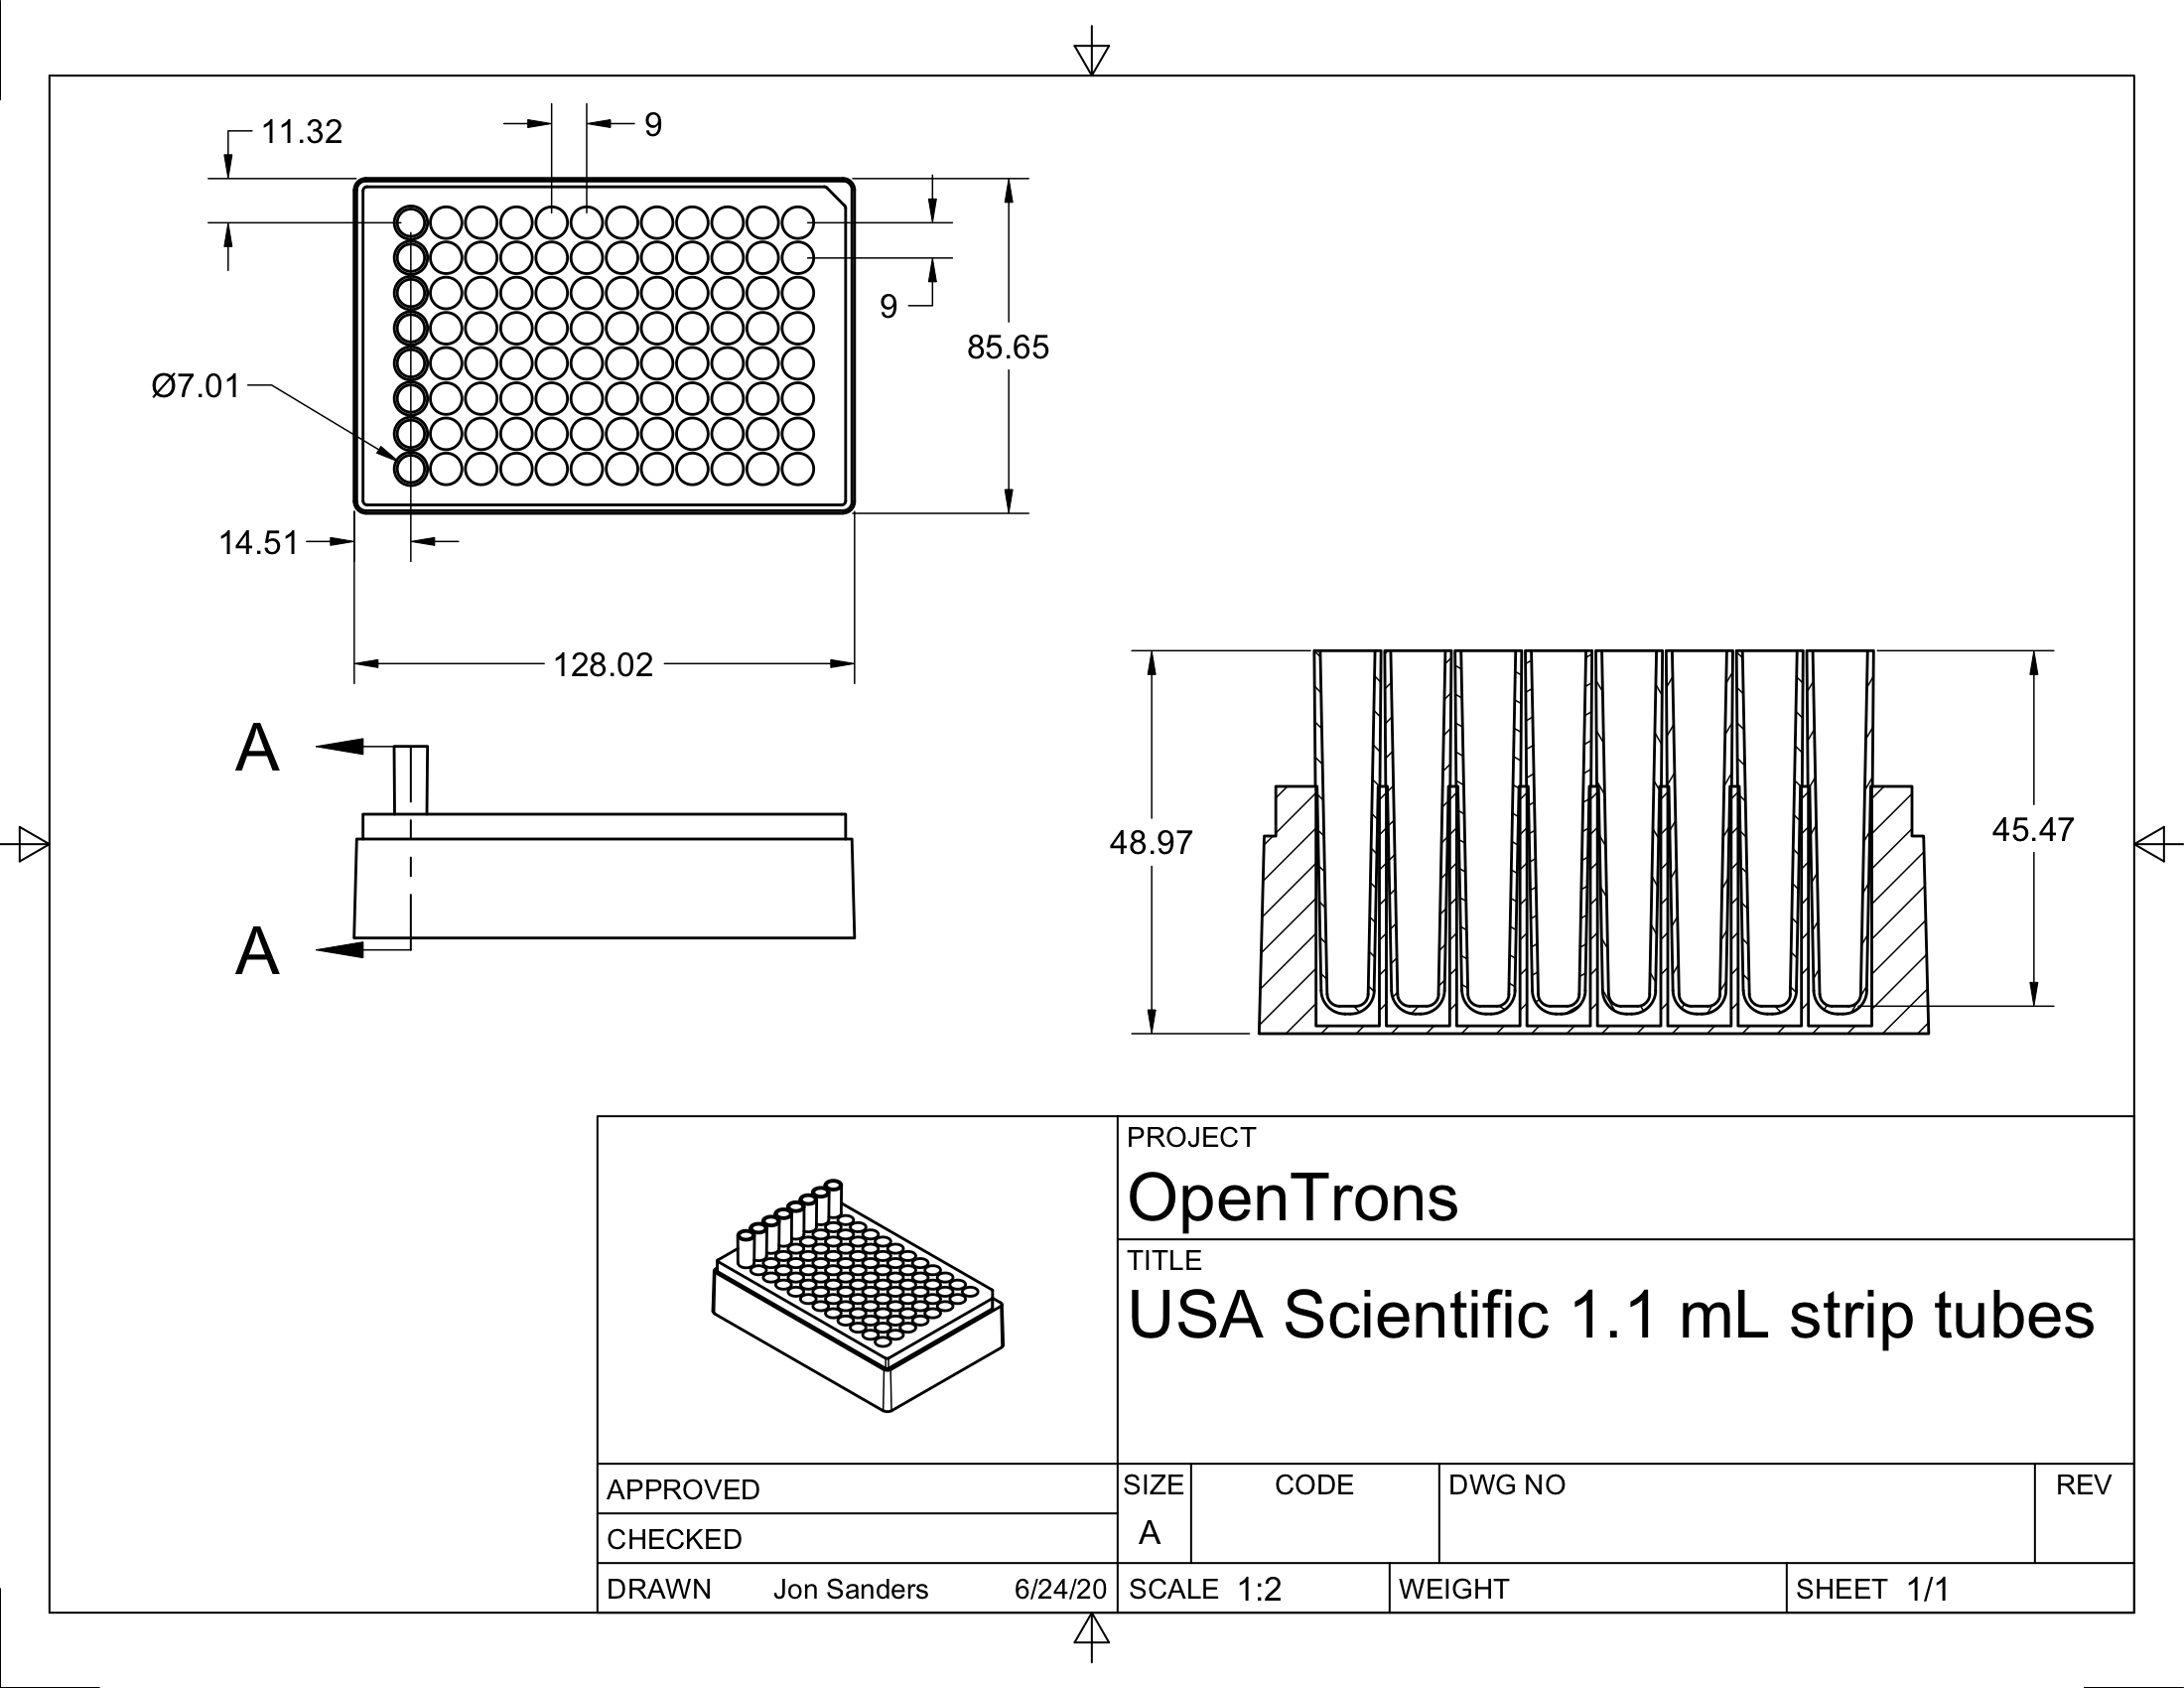 11.32
9
9
85.65
Ø7.01
14.51
128.02
A
A
48.97
45.47
PROJECT
OpenTrons
TITLE
USA Scientific 1.1 mL strip tubes
APPROVED
CHECKED
DRAWN Jon Sanders 6/24/20
SIZE
A
CODE
DWG NO
REV
SCALE 1:2
WEIGHT
SHEET 1/1